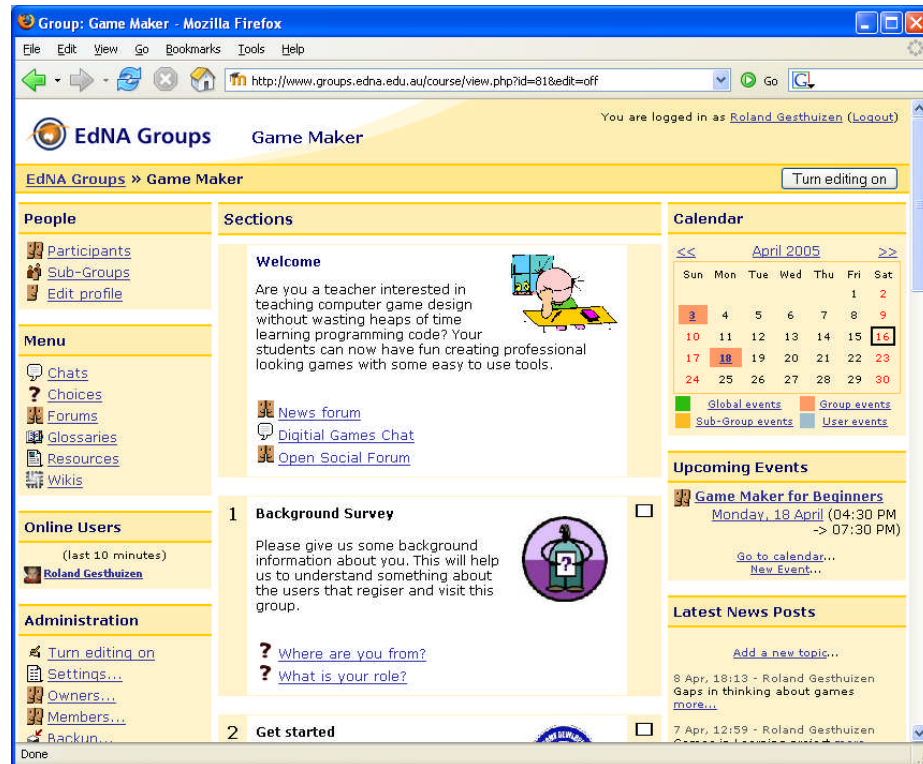 Group: Game Maker - Mozilla Firefox
File Edit View Go Bookmarks Tools Help
http://www.groups.edna.edu.au/course/view.php?id=81&edit=off
Go
G
You are logged in as Roland Gesthuizen (Logout)
EdNA Groups
Game Maker
EdNA Groups » Game Maker
Turn editing on
People
Participants
Sub-Groups
Edit profile
Menu
Chats
Choices
Forums
Glossaries
Resources
Wikis
Online Users
(last 10 minutes)
Roland Gesthuizen
Administration
Turn editing on
Settings...
Owners...
Members...
Backup...
Sections
Welcome
Are you a teacher interested in
teaching computer game design
without wasting heaps of time
learning programming code? Your
students can now have fun creating professional
looking games with some easy to use tools.
News forum
Digitial Games Chat
Open Social Forum
1 Background Survey
Please give us some background
information about you. This will help
us to understand something about
the users that regiser and visit this
group.
Where are you from?
What is your role?
2 Get started
Calendar
<< April 2005 >>
Sun Mon Tue Wed Thu Fri Sat
1 2
3 4 5 6 7 8 9
10 11 12 13 14 15 16
17 18 19 20 21 22 23
24 25 26 27 28 29 30
Global events Group events
Sub-Group events User events
Upcoming Events
Game Maker for Beginners
Monday, 18 April (04:30 PM
-> 07:30 PM)
Go to calendar...
New Event...
Latest News Posts
Add a new topic...
8 Apr, 18:13 - Roland Gesthuizen
Gaps in thinking about games
more...
7 Apr, 12:59 - Roland Gesthuizen
Done